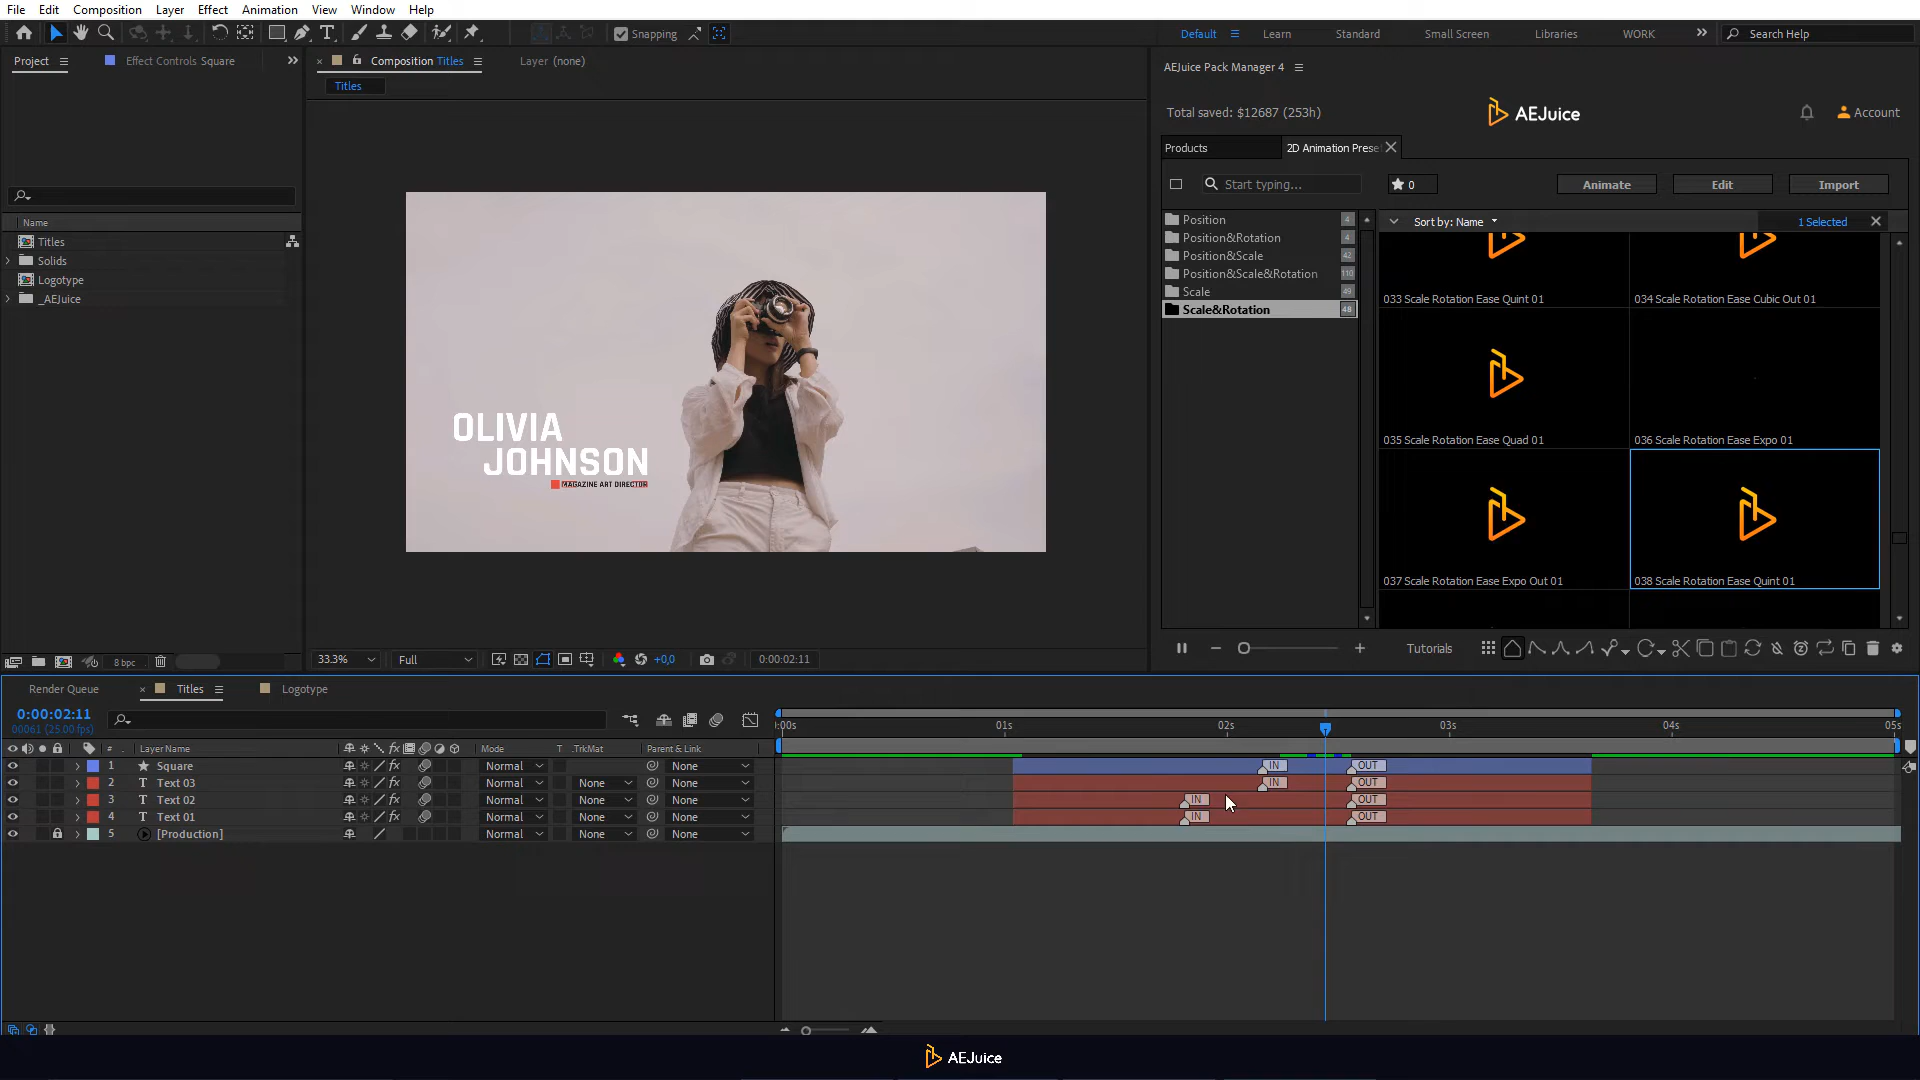 File Edit Composition Layer Effect Animation View Window Help
Snapping
Default Learn Standard Small Screen Libraries WORK Search Help
Project Effect Controls Square
Composition Titles Layer (none)
Titles
Name
Titles
Solids
Logotype
_AEJuice
8 bpc
OLIVIA
JOHNSON
MAGAZINE ART DIRECTOR
33.3% Full +0,0 0:00:02:11
AEJuice Pack Manager 4
Total saved: $12687 (253h)
AEJuice
Account
Products 2D Animation Prese
Start typing... 0 Animate Edit Import
Position 4
Position&Rotation 4
Position&Scale 42
Position&Scale&Rotation 110
Scale 49
Scale&Rotation 48
Sort by: Name 1 Selected
033 Scale Rotation Ease Quint 01
034 Scale Rotation Ease Cubic Out 01
035 Scale Rotation Ease Quad 01
036 Scale Rotation Ease Expo 01
037 Scale Rotation Ease Expo Out 01
038 Scale Rotation Ease Quint 01
Tutorials
Render Queue Titles Logotype
0:00:02:11
00061 (25.00 fps)
:00s 01s 02s 03s 04s 05s
# Layer Name Mode T .TrkMat Parent & Link
1 Square Normal None IN OUT
2 T Text 03 Normal None None IN OUT
3 T Text 02 Normal None None IN OUT
4 T Text 01 Normal None None IN OUT
5 [Production] Normal None None
AEJuice